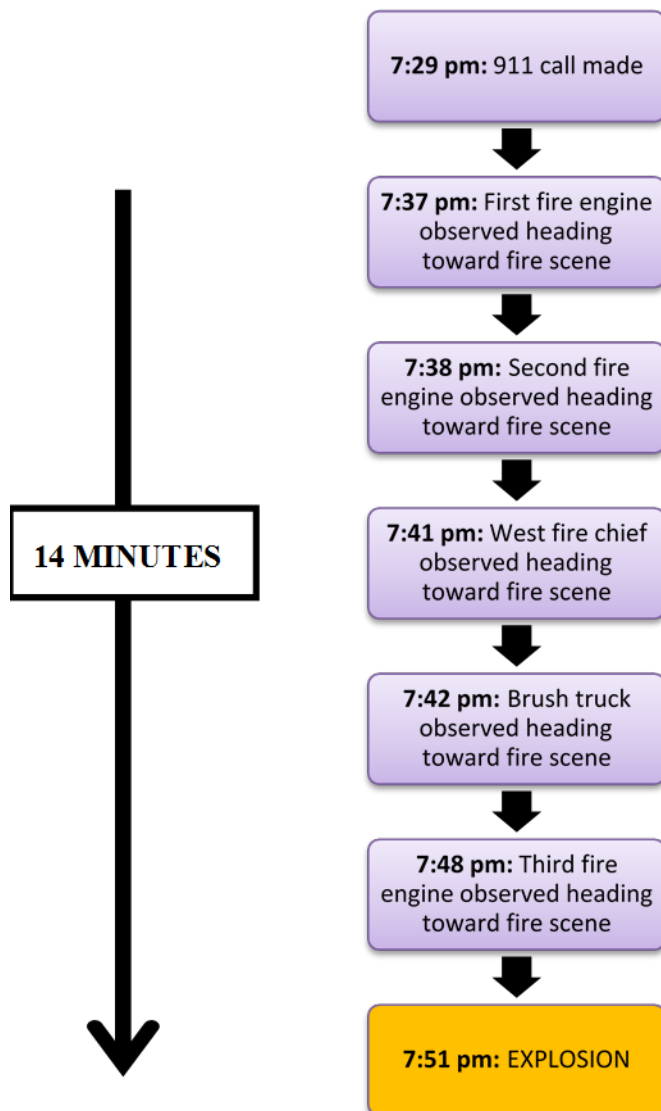 7:29 pm: 911 call made
7:37 pm: First fire engine
observed heading
toward fire scene
7:38 pm: Second fire
engine observed heading
toward fire scene
14 MINUTES
7:41 pm: West fire chief
observed heading
toward fire scene
7:42 pm: Brush truck
observed heading
toward fire scene
7:48 pm: Third fire
engine observed heading
toward fire scene
7:51 pm: EXPLOSION